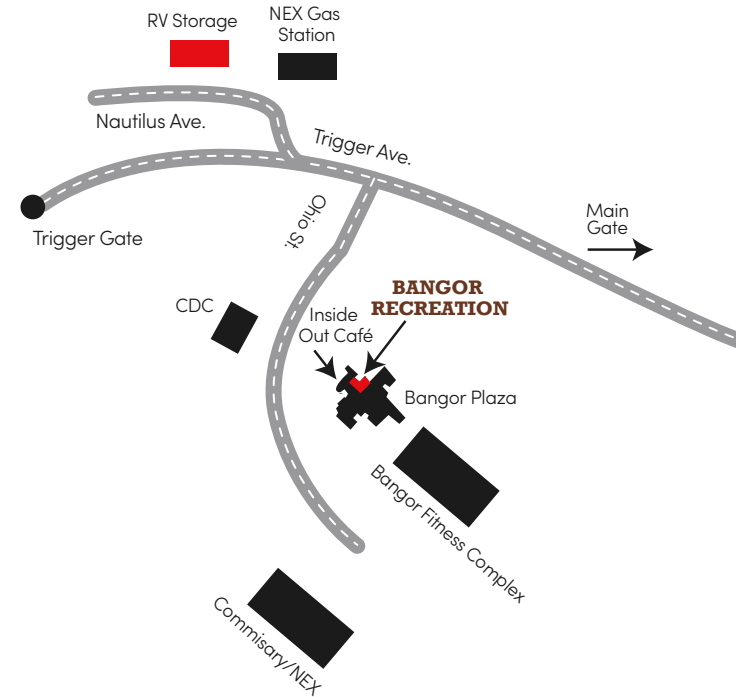 RV Storage
NEX Gas
Station
Nautilus Ave.
Trigger Ave.
Trigger Gate
Ohio St.
Main
Gate
BANGOR
RECREATION
CDC
Inside
Out Café
Bangor Plaza
Bangor Fitness Complex
Commisary/NEX